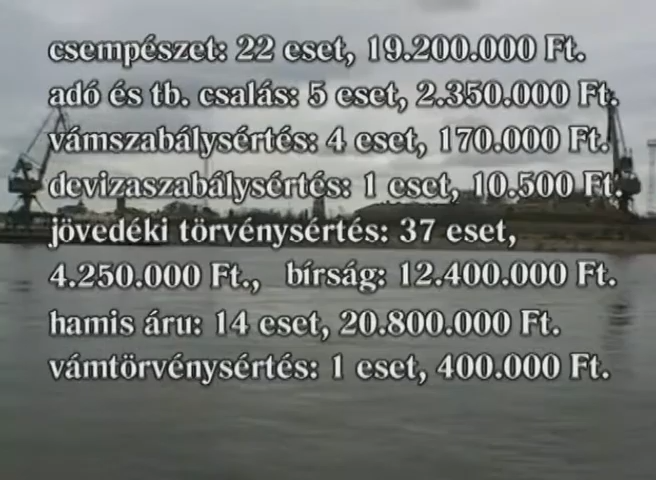 csempészet: 22 eset, 19.200.000 Ft.
adó és tb. csalás: 5 eset, 2.350.000 Ft.
vámszabálysértés: 4 eset, 170.000 Ft.
devizaszabálysértés: 1 eset, 10.500 Ft.
jövedéki törvénysértés: 37 eset,
4.250.000 Ft., bírság: 12.400.000 Ft.
hamis áru: 14 eset, 20.800.000 Ft.
vámtörvénysértés: 1 eset, 400.000 Ft.